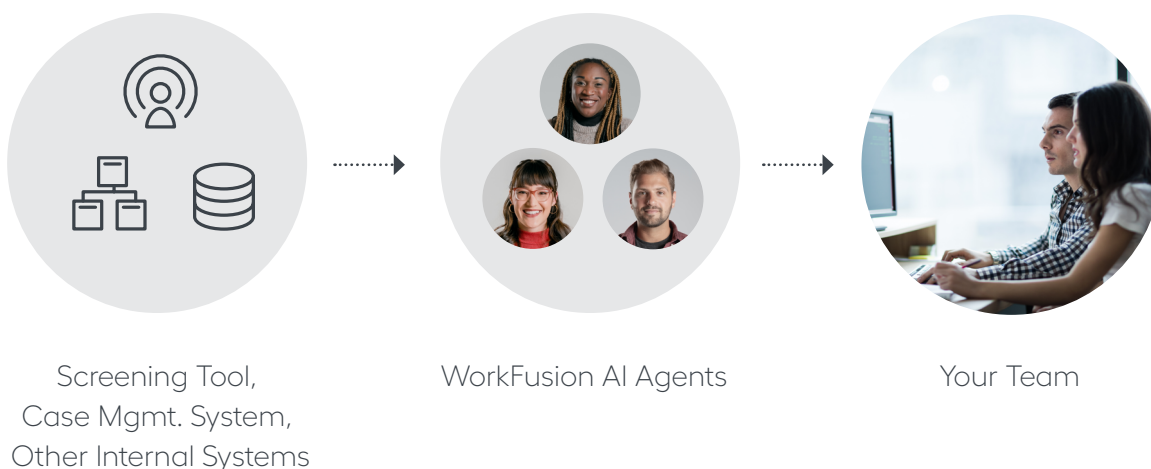 Screening Tool,
Case Mgmt. System,
Other Internal Systems
WorkFusion AI Agents
Your Team